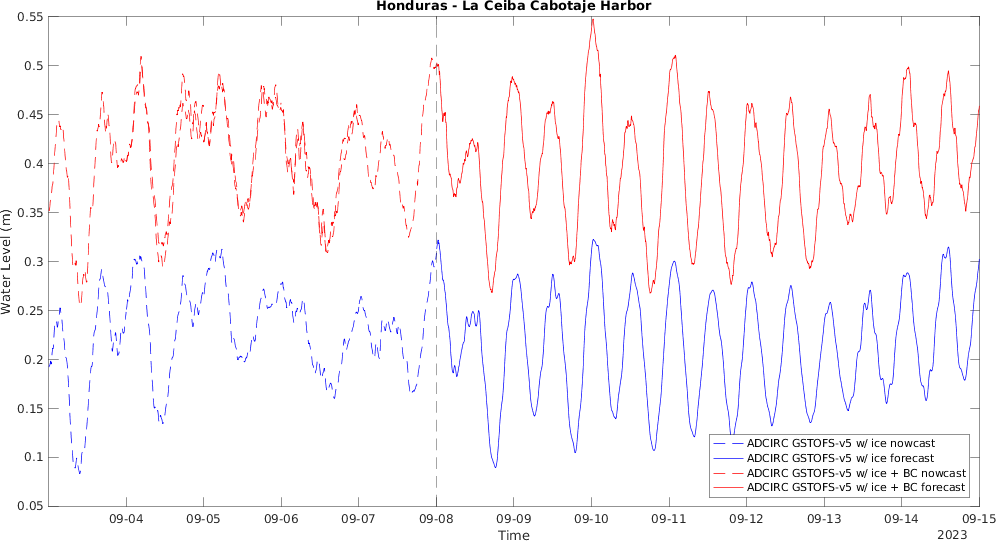 Honduras - La Ceiba Cabotaje Harbor
0.55
0.5
0.45
0.4
0.35
0.3
0.25
0.2
0.15
0.1
0.05
Water Level (m)
ADCIRC GSTOFS-v5 w/ ice nowcast
ADCIRC GSTOFS-v5 w/ ice forecast
ADCIRC GSTOFS-v5 w/ ice + BC nowcast
ADCIRC GSTOFS-v5 w/ ice + BC forecast
09-04 09-05 09-06 09-07 09-08 09-09 09-10 09-11 09-12 09-13 09-14 09-15
Time
2023